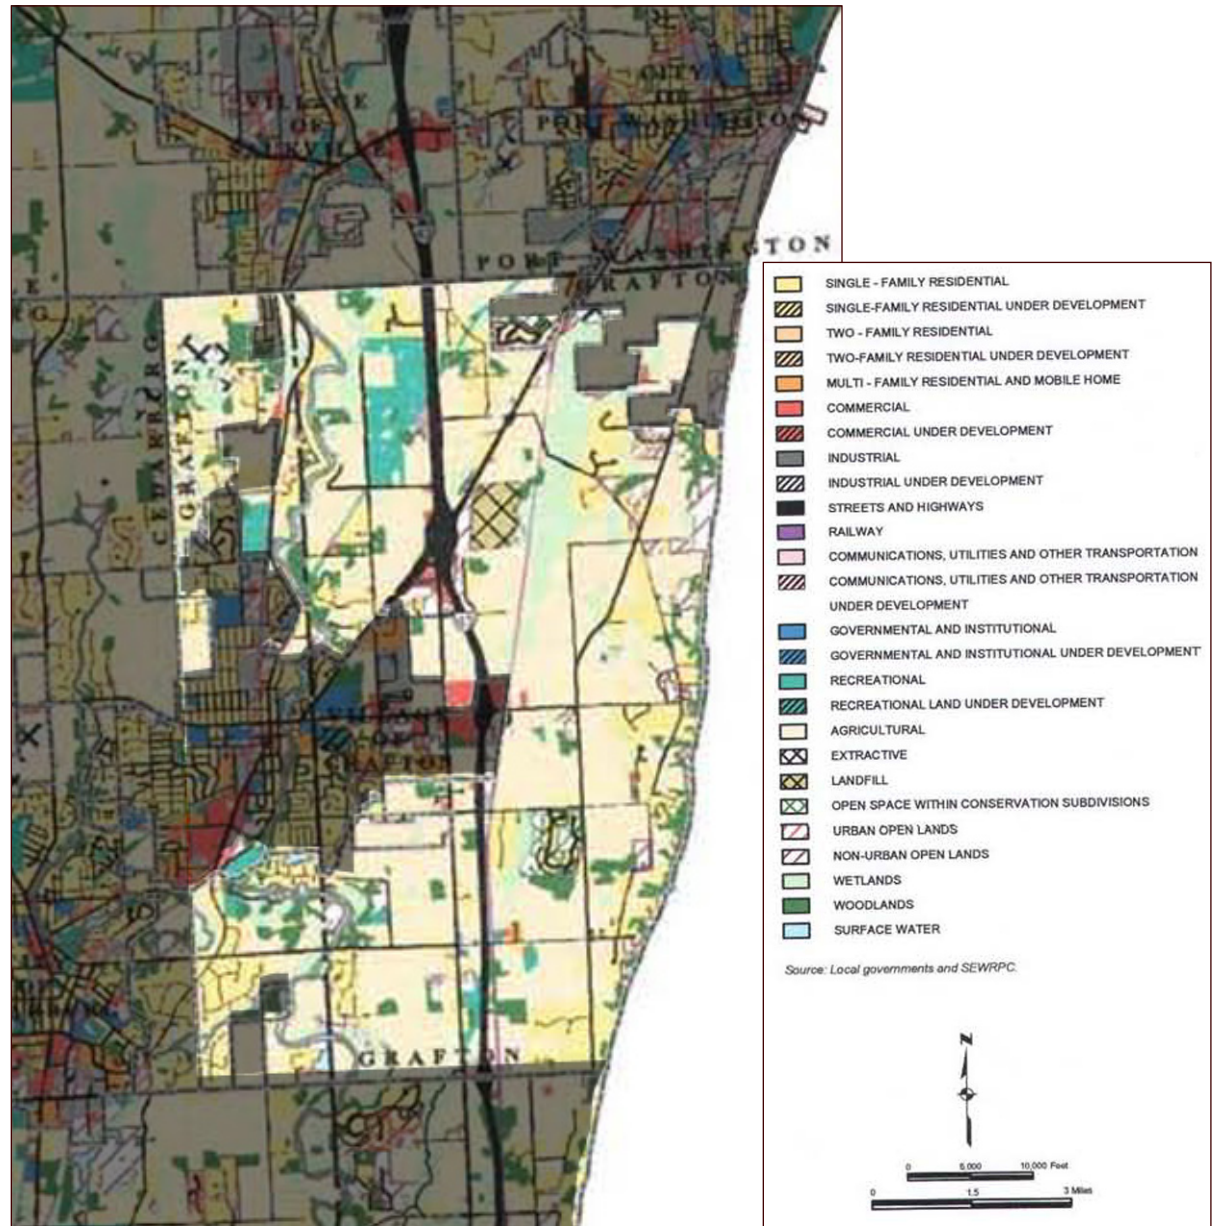 VILLAGE
OF
SAUKVILLE
CITY
OF
PORT WASHINGTON
PORT WASHINGTON
GRAFTON
CEDARBURG
GRAFTON
VILLAGE
OF
GRAFTON
GRAFTON
SINGLE - FAMILY RESIDENTIAL
SINGLE-FAMILY RESIDENTIAL UNDER DEVELOPMENT
TWO - FAMILY RESIDENTIAL
TWO-FAMILY RESIDENTIAL UNDER DEVELOPMENT
MULTI - FAMILY RESIDENTIAL AND MOBILE HOME
COMMERCIAL
COMMERCIAL UNDER DEVELOPMENT
INDUSTRIAL
INDUSTRIAL UNDER DEVELOPMENT
STREETS AND HIGHWAYS
RAILWAY
COMMUNICATIONS, UTILITIES AND OTHER TRANSPORTATION
COMMUNICATIONS, UTILITIES AND OTHER TRANSPORTATION
UNDER DEVELOPMENT
GOVERNMENTAL AND INSTITUTIONAL
GOVERNMENTAL AND INSTITUTIONAL UNDER DEVELOPMENT
RECREATIONAL
RECREATIONAL LAND UNDER DEVELOPMENT
AGRICULTURAL
EXTRACTIVE
LANDFILL
OPEN SPACE WITHIN CONSERVATION SUBDIVISIONS
URBAN OPEN LANDS
NON-URBAN OPEN LANDS
WETLANDS
WOODLANDS
SURFACE WATER
Source: Local governments and SEWRPC.
N
0 5,000 10,000 Feet
0 1.5 3 Miles